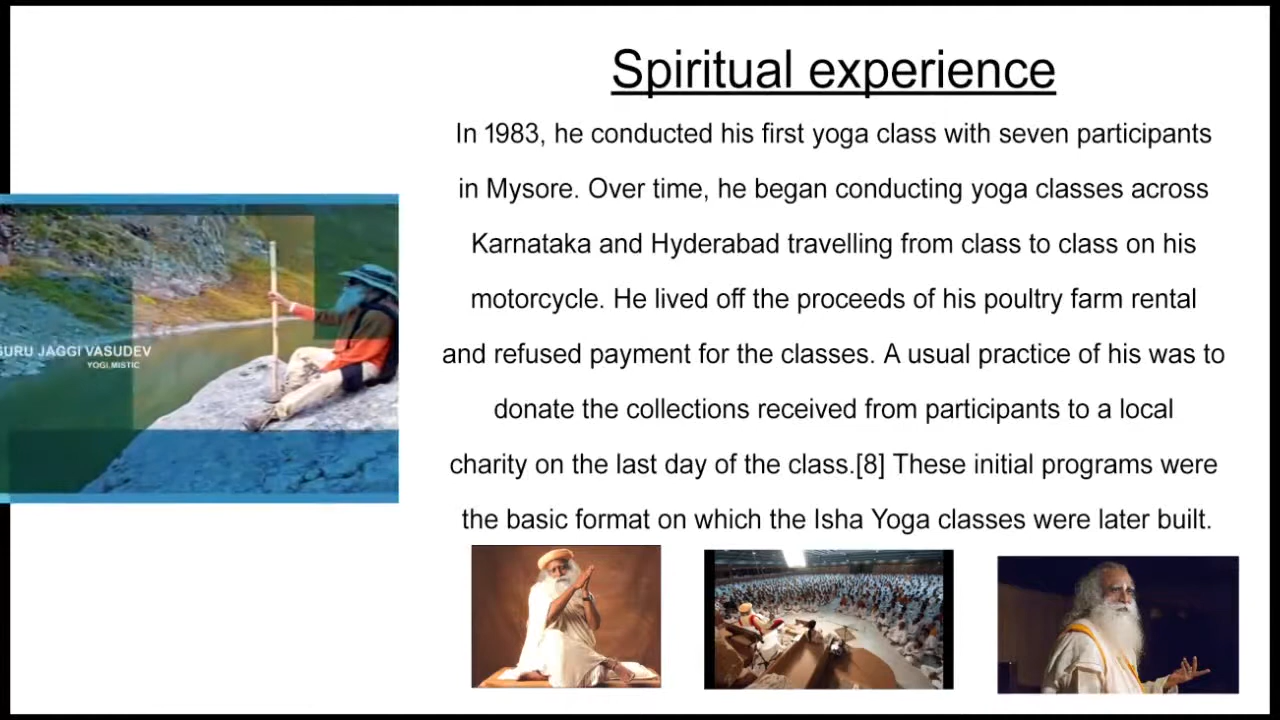 Spiritual experience
In 1983, he conducted his first yoga class with seven participants
in Mysore. Over time, he began conducting yoga classes across
Karnataka and Hyderabad travelling from class to class on his
motorcycle. He lived off the proceeds of his poultry farm rental
and refused payment for the classes. A usual practice of his was to
donate the collections received from participants to a local
charity on the last day of the class.[8] These initial programs were
the basic format on which the Isha Yoga classes were later built.
GURU JAGGI VASUDEV
YOGI.MISTIC